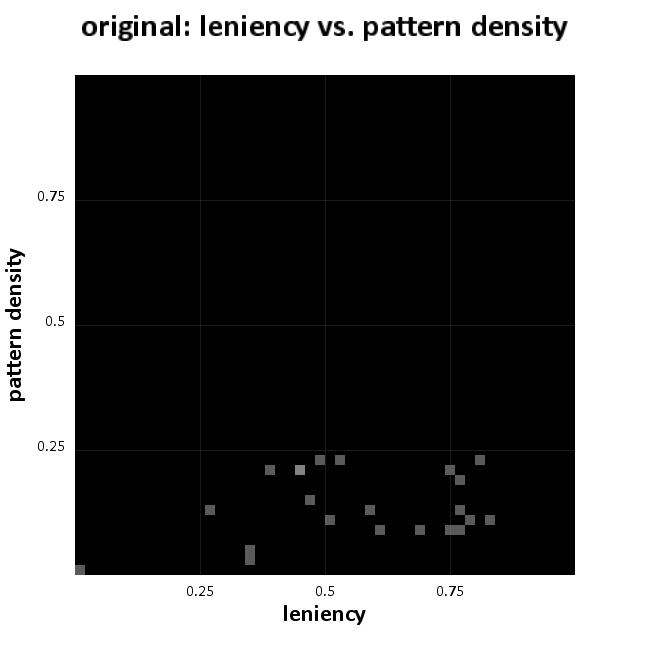 original: leniency vs. pattern density
0.75
0.5
0.25
pattern density
0.25 0.5 0.75
leniency